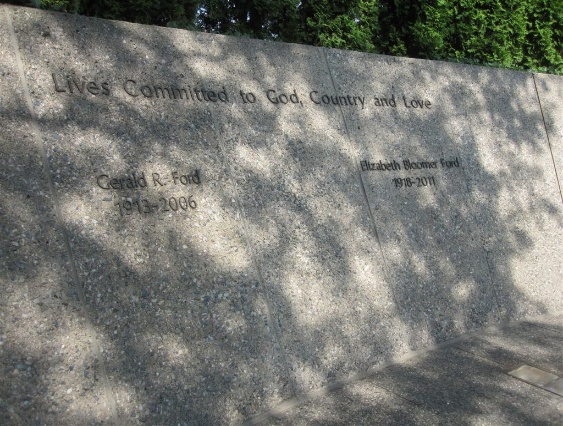 Lives Committed to God, Country and Love
Gerald R. Ford
1913-2006
Elizabeth Bloomer Ford
1918-2011